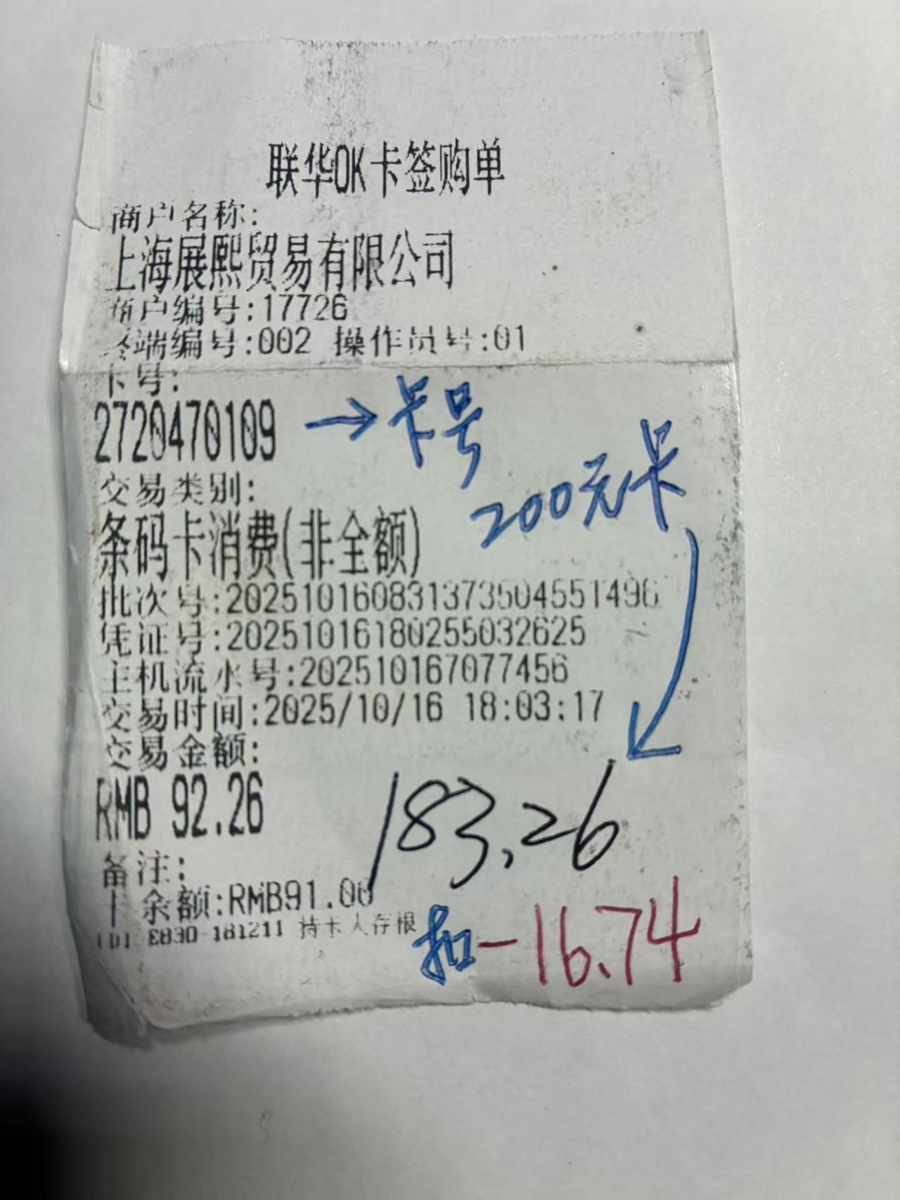 联华OK卡签购单
商户名称:
上海展熙贸易有限公司
商户编号:17726
终端编号:002 操作员号:01
卡号:
2720470109 →卡号
200元卡
交易类别:
条码卡消费(非全额)
批次号:202510160831373504551496
凭证号:20251016180255032625
主机流水号:202510167077456
交易时间:2025/10/16 18:03:17
交易金额:
RMB 92.26
183.26
备注:
卡余额:RMB91.00
181211 持卡人存根
扣-16.74